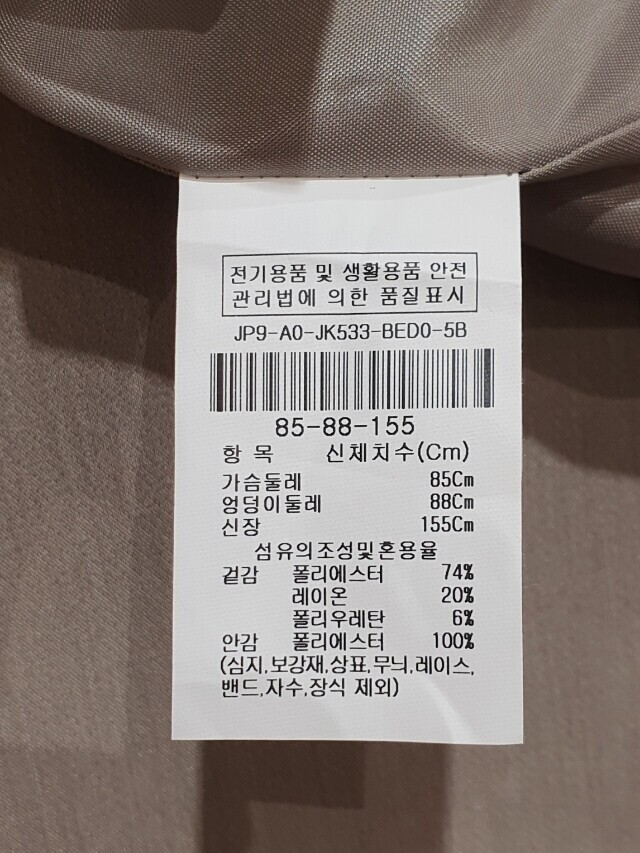 전기용품 및 생활용품 안전
관리법에 의한 품질표시
JP9-A0-JK533-BED0-5B
85-88-155
항 목 신체치수(Cm)
가슴둘레 85Cm
엉덩이둘레 88Cm
신장 155Cm
섬유의조성및혼용율
겉감 폴리에스터 74%
레이온 20%
폴리우레탄 6%
안감 폴리에스터 100%
(심지,보강재,상표,무늬,레이스,
밴드,자수,장식 제외)